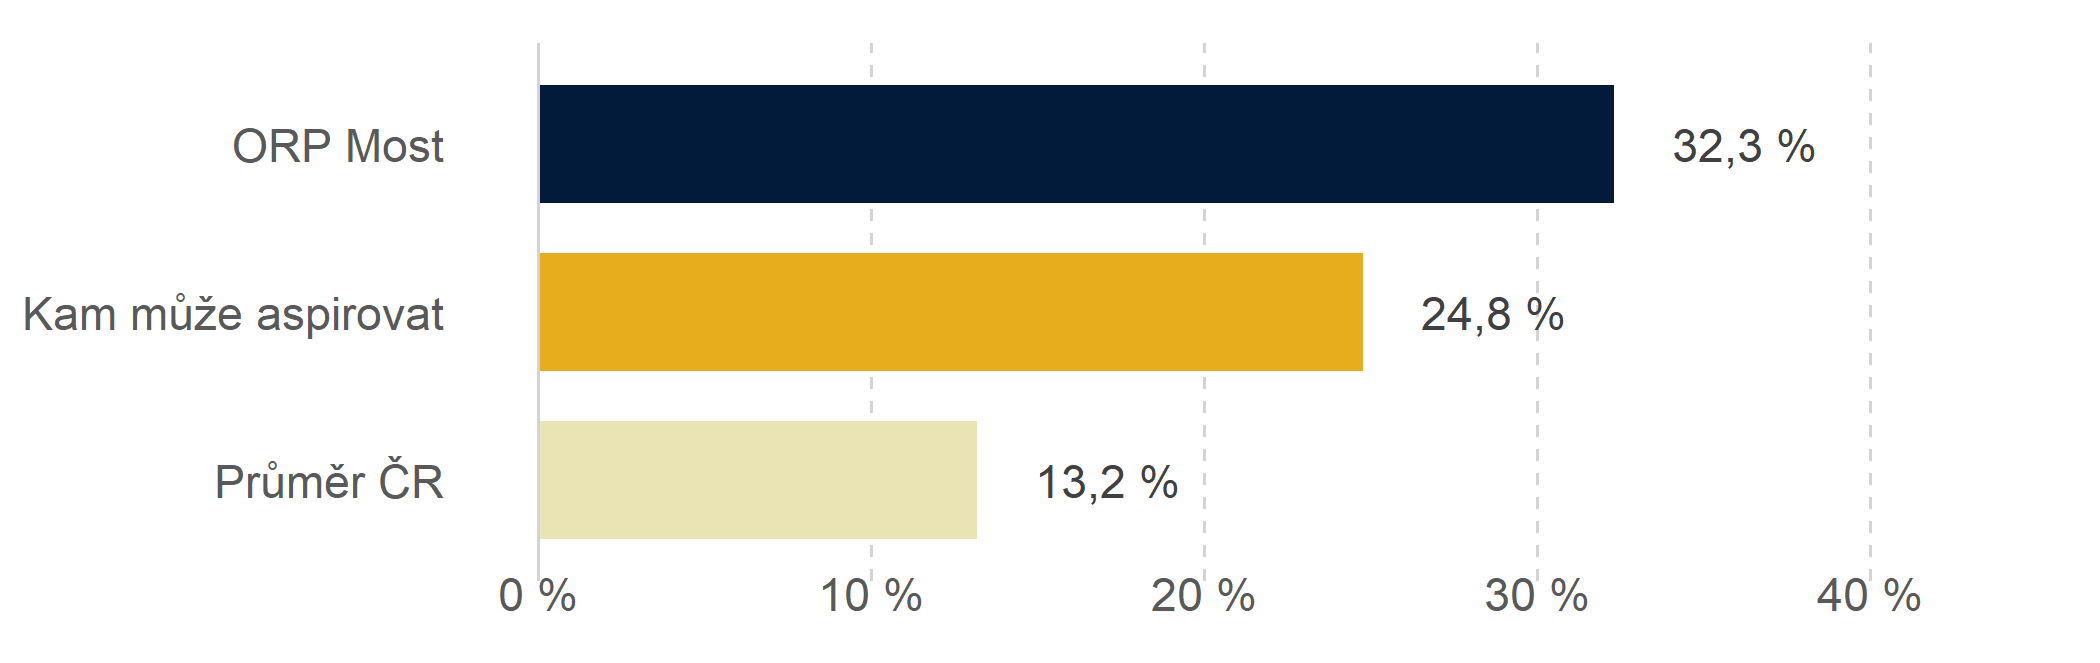 ORP Most
32,3 %
Kam může aspirovat
24,8 %
Průměr ČR
13,2 %
0 %
10 %
20 %
30 %
40 %